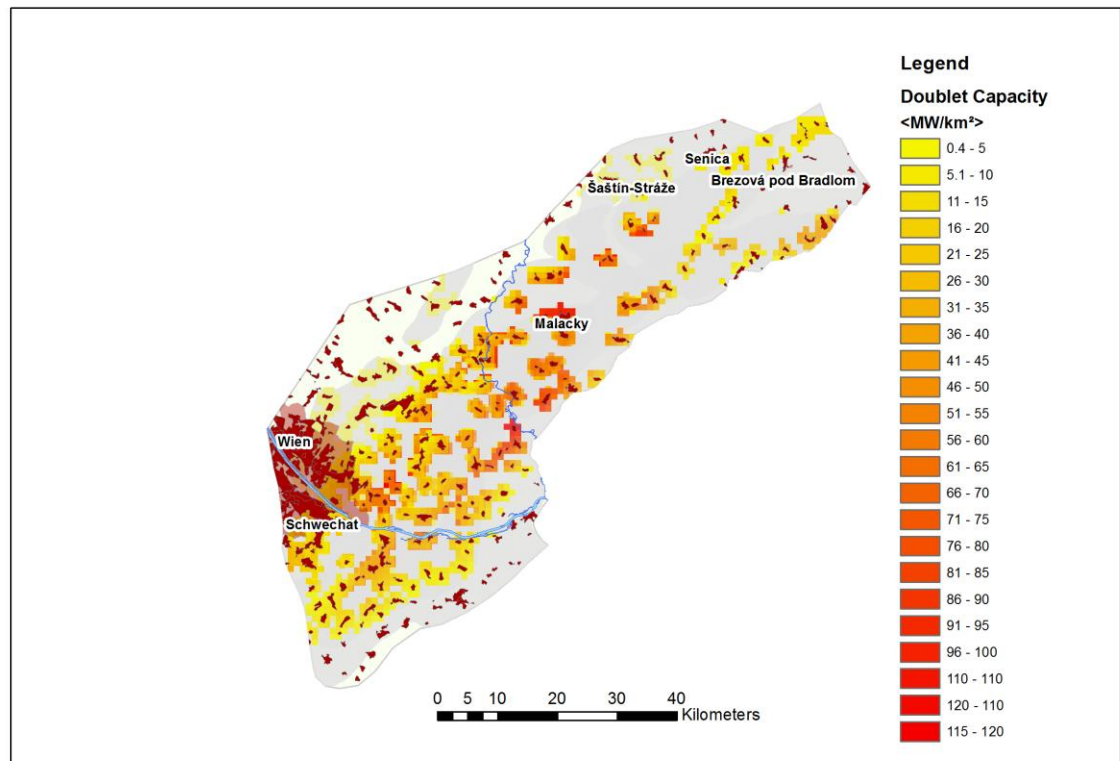 Legend
Doublet Capacity
<MW/km²>
0.4 - 5
5.1 - 10
11 - 15
16 - 20
21 - 25
26 - 30
31 - 35
36 - 40
41 - 45
46 - 50
51 - 55
56 - 60
61 - 65
66 - 70
71 - 75
76 - 80
81 - 85
86 - 90
91 - 95
96 - 100
110 - 110
120 - 110
115 - 120
Senica
Šaštín-Stráže
Brezová pod Bradlom
Malacky
Wien
Schwechat
0 5 10 20 30 40
Kilometers